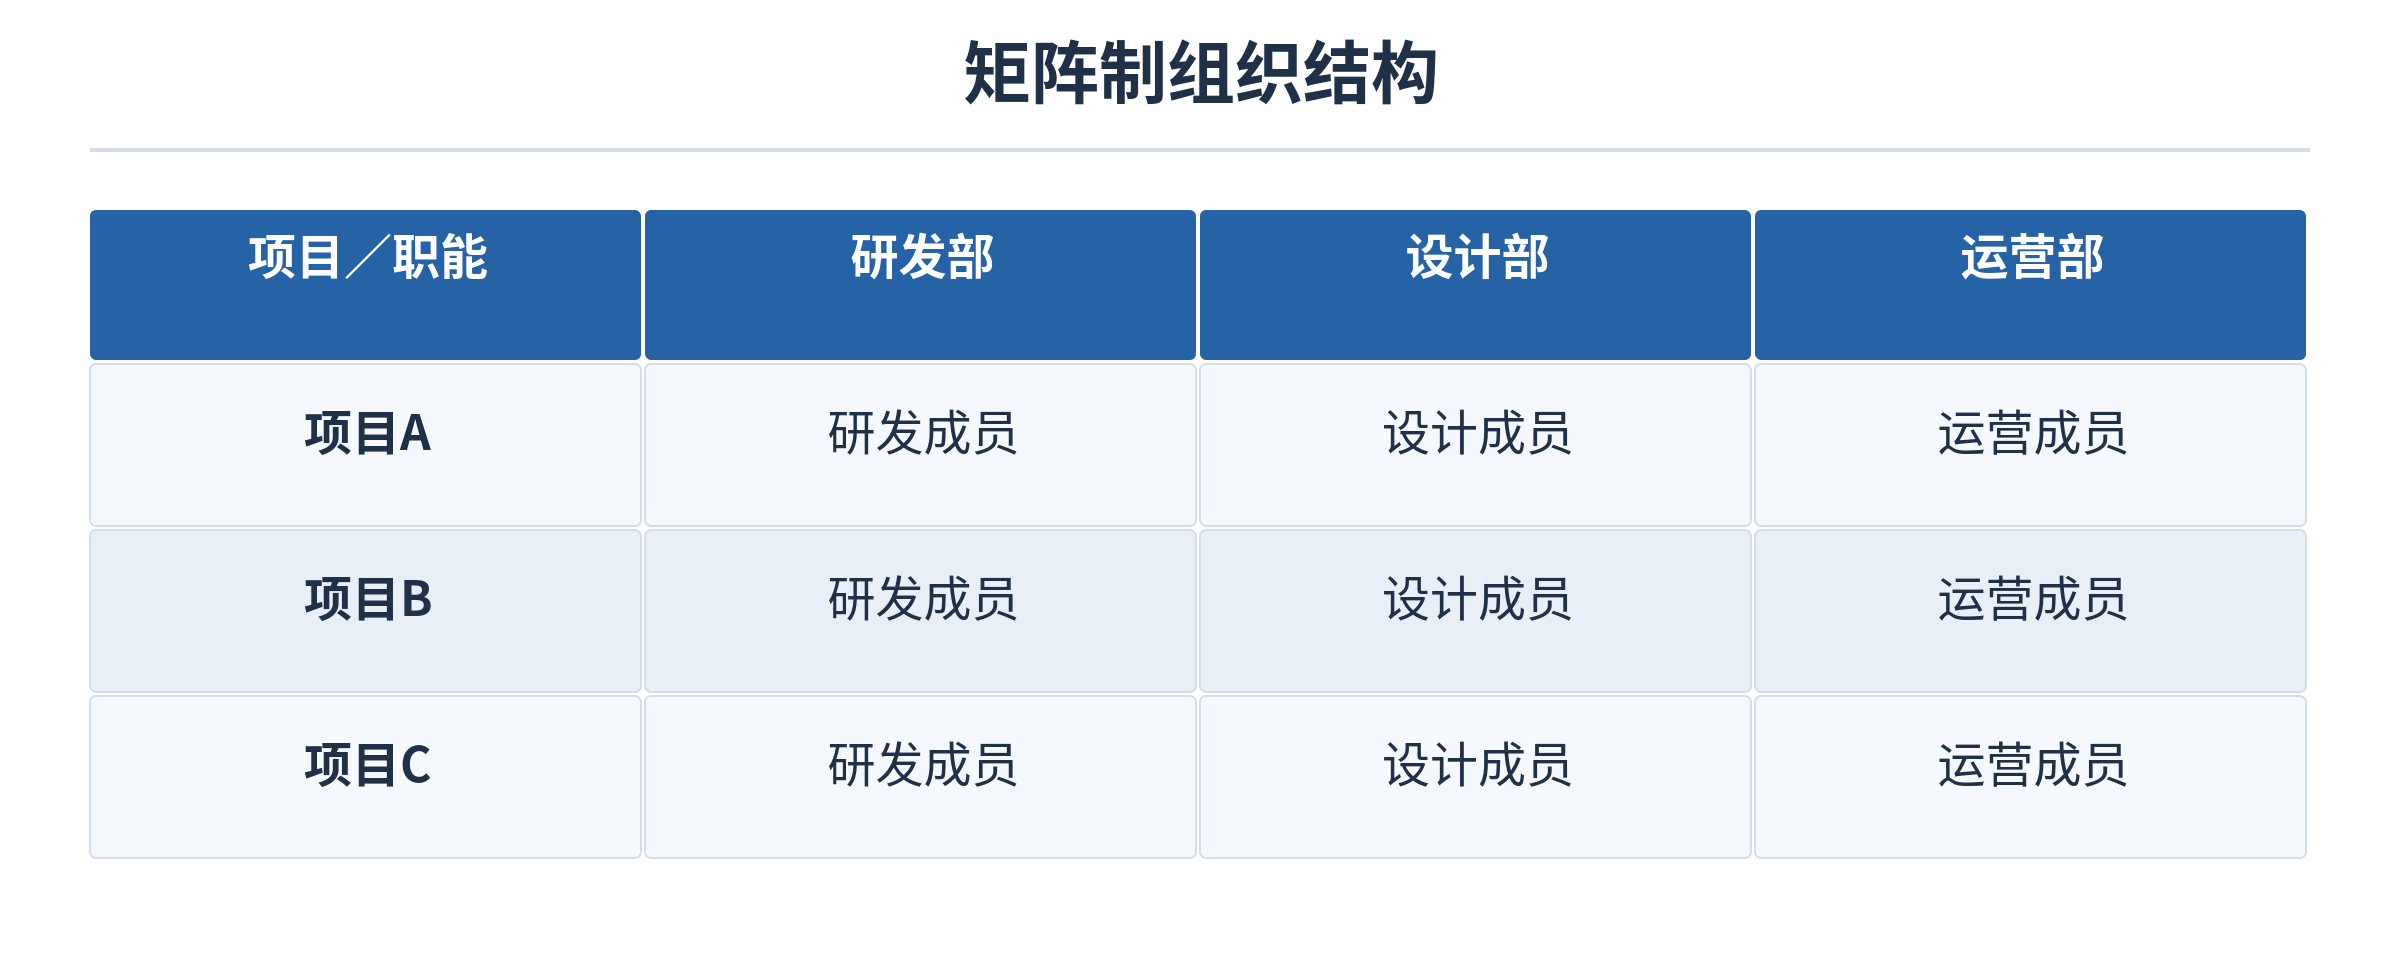 矩阵制组织结构
项目／职能 研发部 设计部 运营部
项目A 研发成员 设计成员 运营成员
项目B 研发成员 设计成员 运营成员
项目C 研发成员 设计成员 运营成员